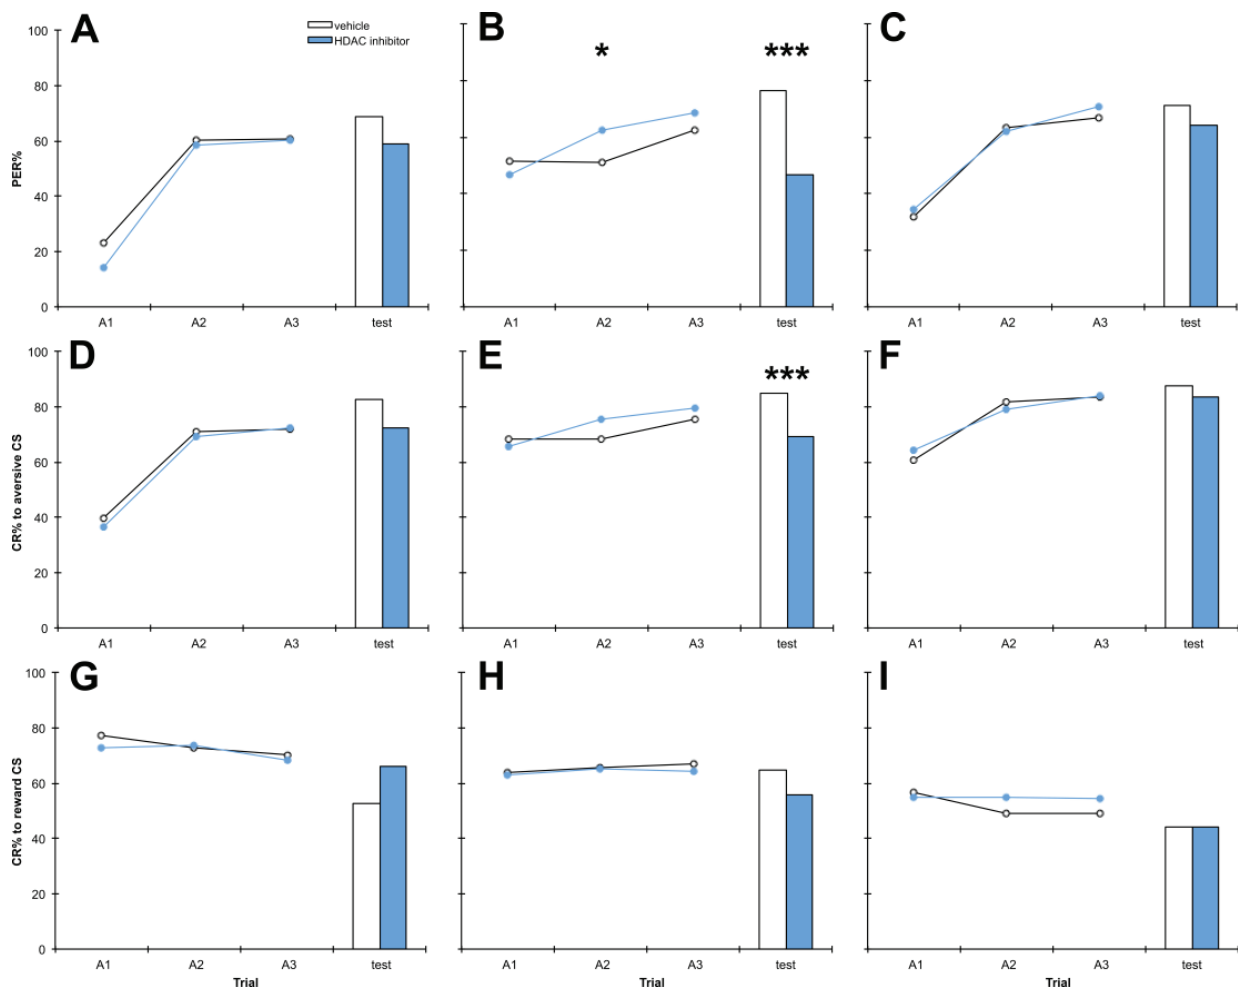 A
vehicle
HDAC inhibitor
B
*
***
C
100
80
60
40
20
0
PER%
A1 A2 A3 test
A1 A2 A3 test
A1 A2 A3 test
D
E
***
F
100
80
60
40
20
0
CR% to aversive CS
A1 A2 A3 test
A1 A2 A3 test
A1 A2 A3 test
G
H
I
100
80
60
40
20
0
CR% to reward CS
A1 A2 A3 test
A1 A2 A3 test
A1 A2 A3 test
Trial
Trial
Trial